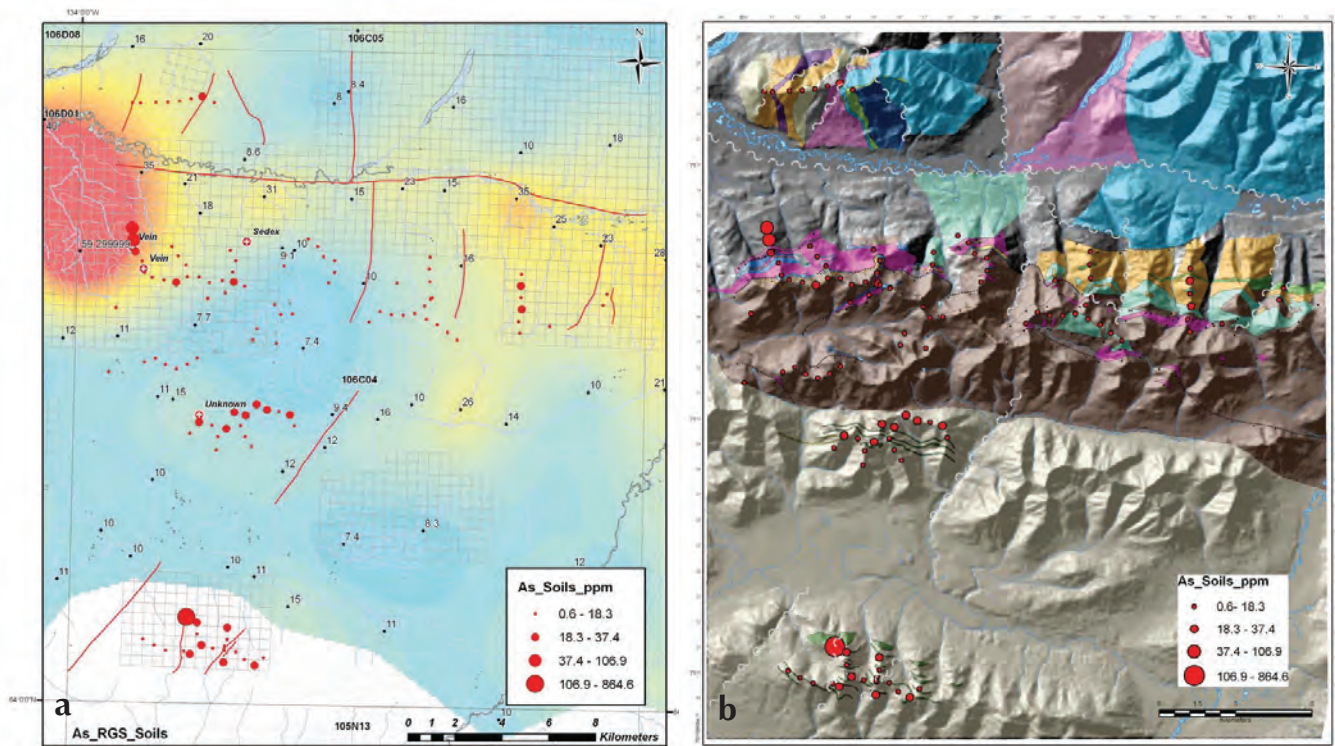 134°00'W
106D08
106C05
16
20
Z
8
8.4
16
106D01
40
18
8.6
10
35
21
31
15
23
15
35
18
25
Vein
Sedex
23
59.299999
28
Vein
9.1
16
10
7.7
12
11
7.4
106C04
10
21
11
15
10
Unknown
9.4
16
26
14
12
12
10
10
8.3
7.4
10
10
12
11
11
15
11
As_Soils_ppm
0.6 - 18.3
18.3 - 37.4
37.4 - 106.9
106.9 - 864.6
64°00'N
a
105N13
10
0 1 2 4 6 8
Kilometers
As_RGS_Soils
N
As_Soils_ppm
0.6 - 18.3
18.3 - 37.4
37.4 - 106.9
106.9 - 864.6
b
Kilometers